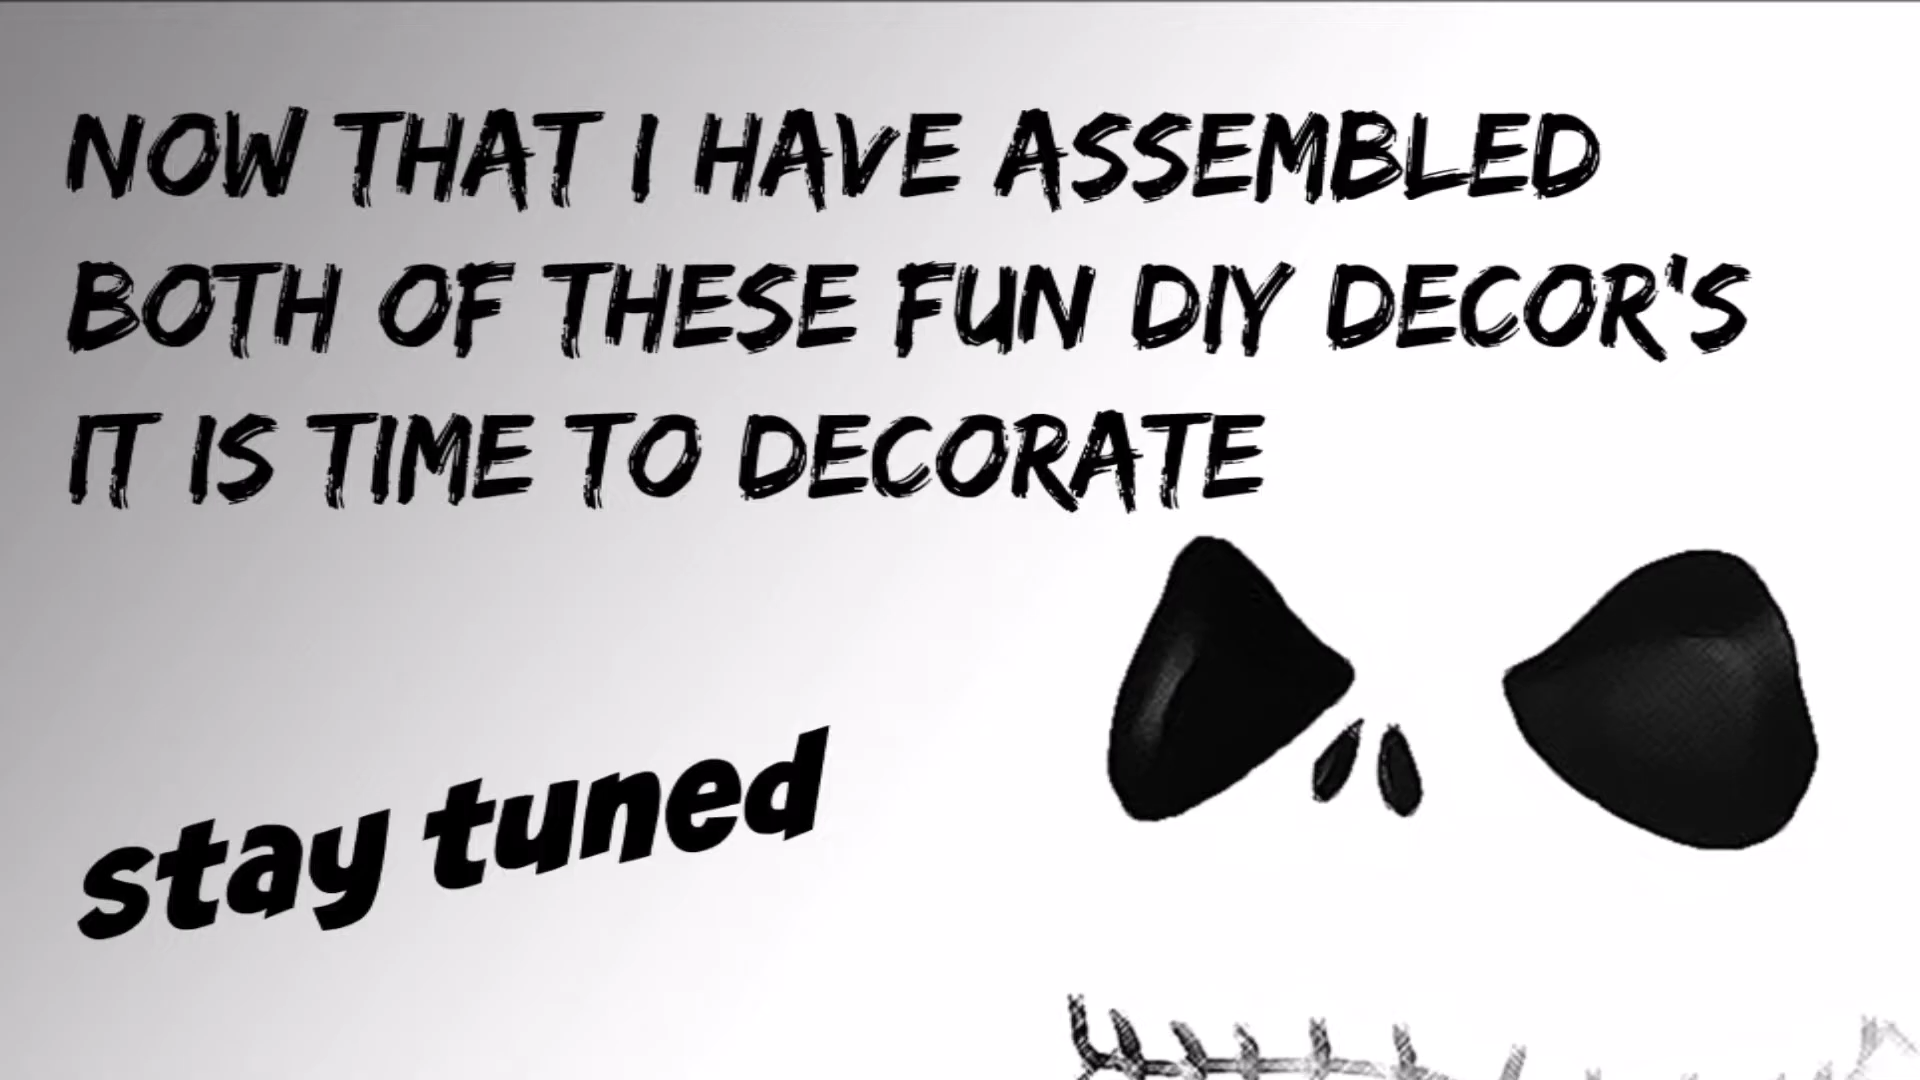 NOW THAT I HAVE ASSEMBLED
BOTH OF THESE FUN DIY DECOR'S
IT IS TIME TO DECORATE
stay tuned